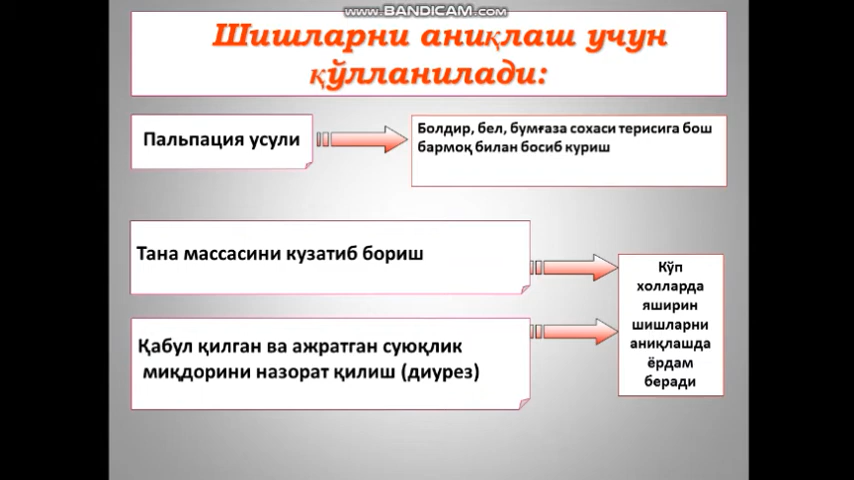 www.BANDICAM.com
Шишларни аниқлаш учун
қўлланилади:
Пальпация усули
Болдир, бел, бумғаза сохаси терисига бош
бармоқ билан босиб куриш
Тана массасини кузатиб бориш
Қабул қилган ва ажратган суюқлик
миқдорини назорат қилиш (диурез)
Кўп
холларда
яширин
шишларни
аниқлашда
ёрдам
беради